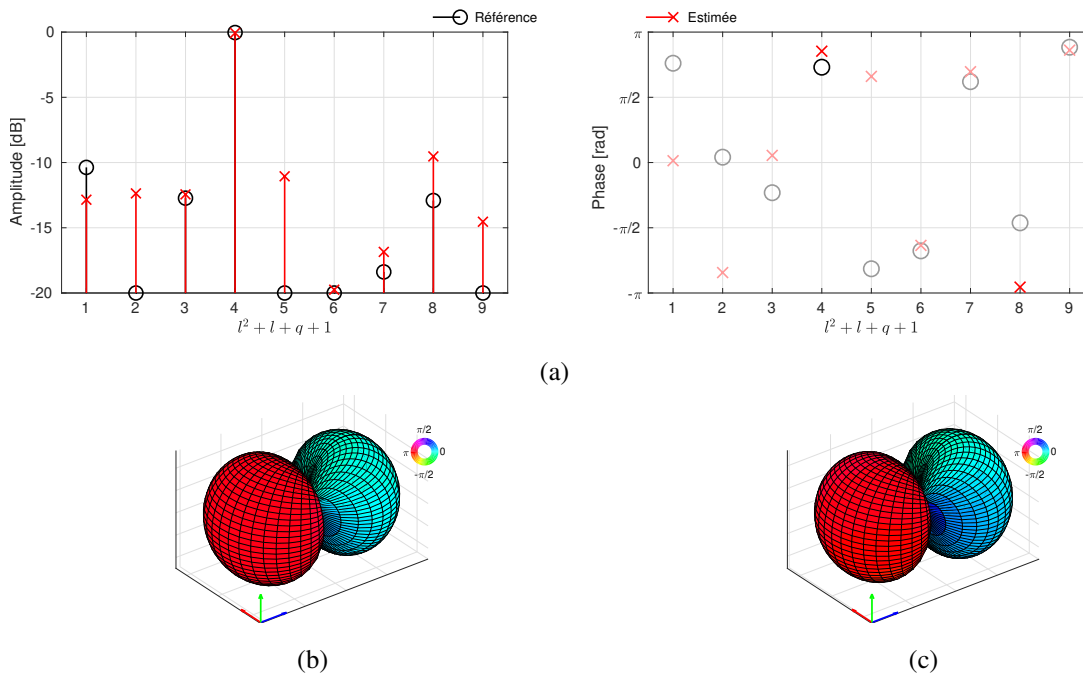 Référence
Estimée
Amplitude [dB]
0
-5
-10
-15
-20
1 2 3 4 5 6 7 8 9
l² + l + q + 1
Phase [rad]
π
π/2
0
-π/2
-π
1 2 3 4 5 6 7 8 9
l² + l + q + 1
(a)
π/2
π 0
-π/2
π/2
π 0
-π/2
(b)
(c)